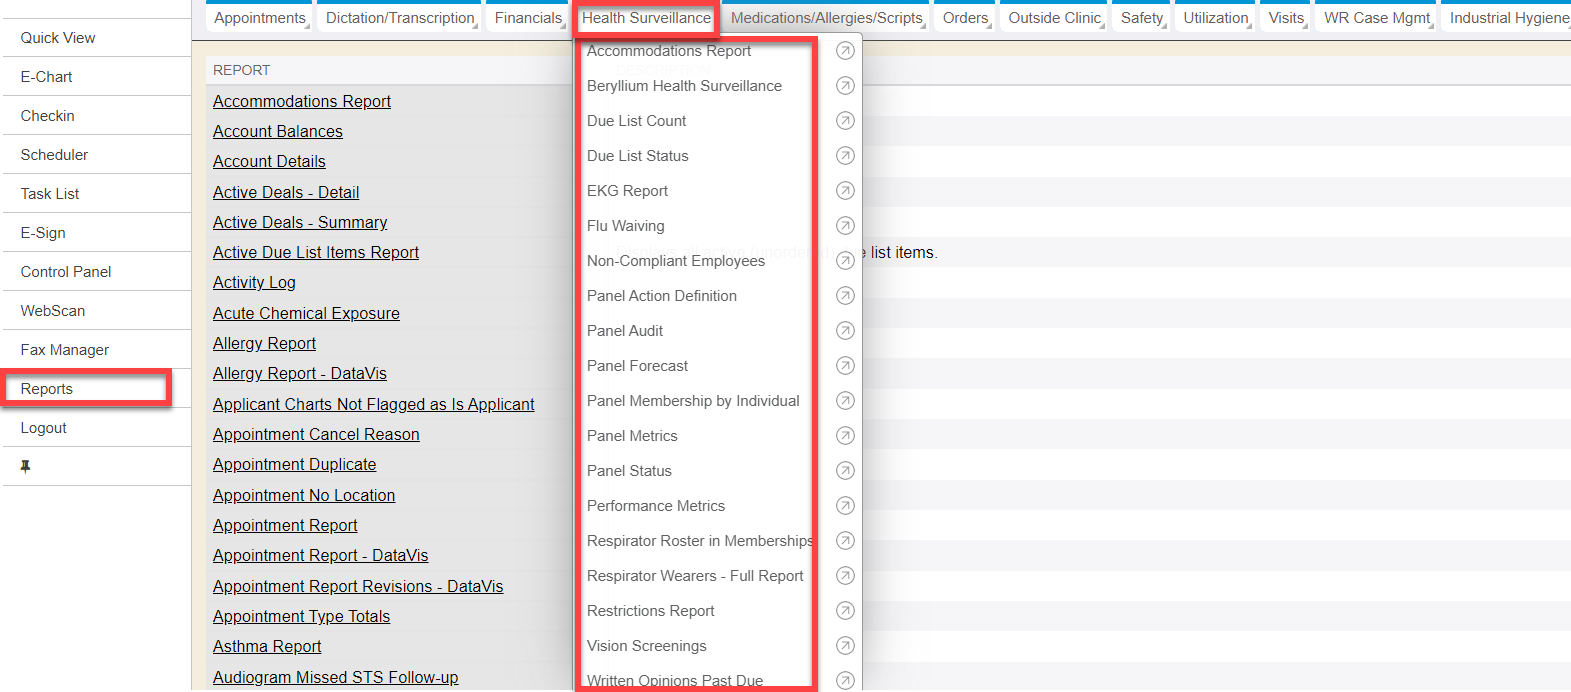 Quick View
E-Chart
Checkin
Scheduler
Task List
E-Sign
Control Panel
WebScan
Fax Manager
Reports
Logout
Appointments Dictation/Transcription Financials Health Surveillance Medications/Allergies/Scripts Orders Outside Clinic Safety Utilization Visits WR Case Mgmt Industrial Hygiene
REPORT
Accommodations Report
Account Balances
Account Details
Active Deals - Detail
Active Deals - Summary
Active Due List Items Report
Activity Log
Acute Chemical Exposure
Allergy Report
Allergy Report - DataVis
Applicant Charts Not Flagged as Is Applicant
Appointment Cancel Reason
Appointment Duplicate
Appointment No Location
Appointment Report
Appointment Report - DataVis
Appointment Report Revisions - DataVis
Appointment Type Totals
Asthma Report
Audiogram Missed STS Follow-up
Accommodations Report
Beryllium Health Surveillance
Due List Count
Due List Status
EKG Report
Flu Waiving
Non-Compliant Employees
Panel Action Definition
Panel Audit
Panel Forecast
Panel Membership by Individual
Panel Metrics
Panel Status
Performance Metrics
Respirator Roster in Memberships
Respirator Wearers - Full Report
Restrictions Report
Vision Screenings
Written Opinions Past Due
list items.